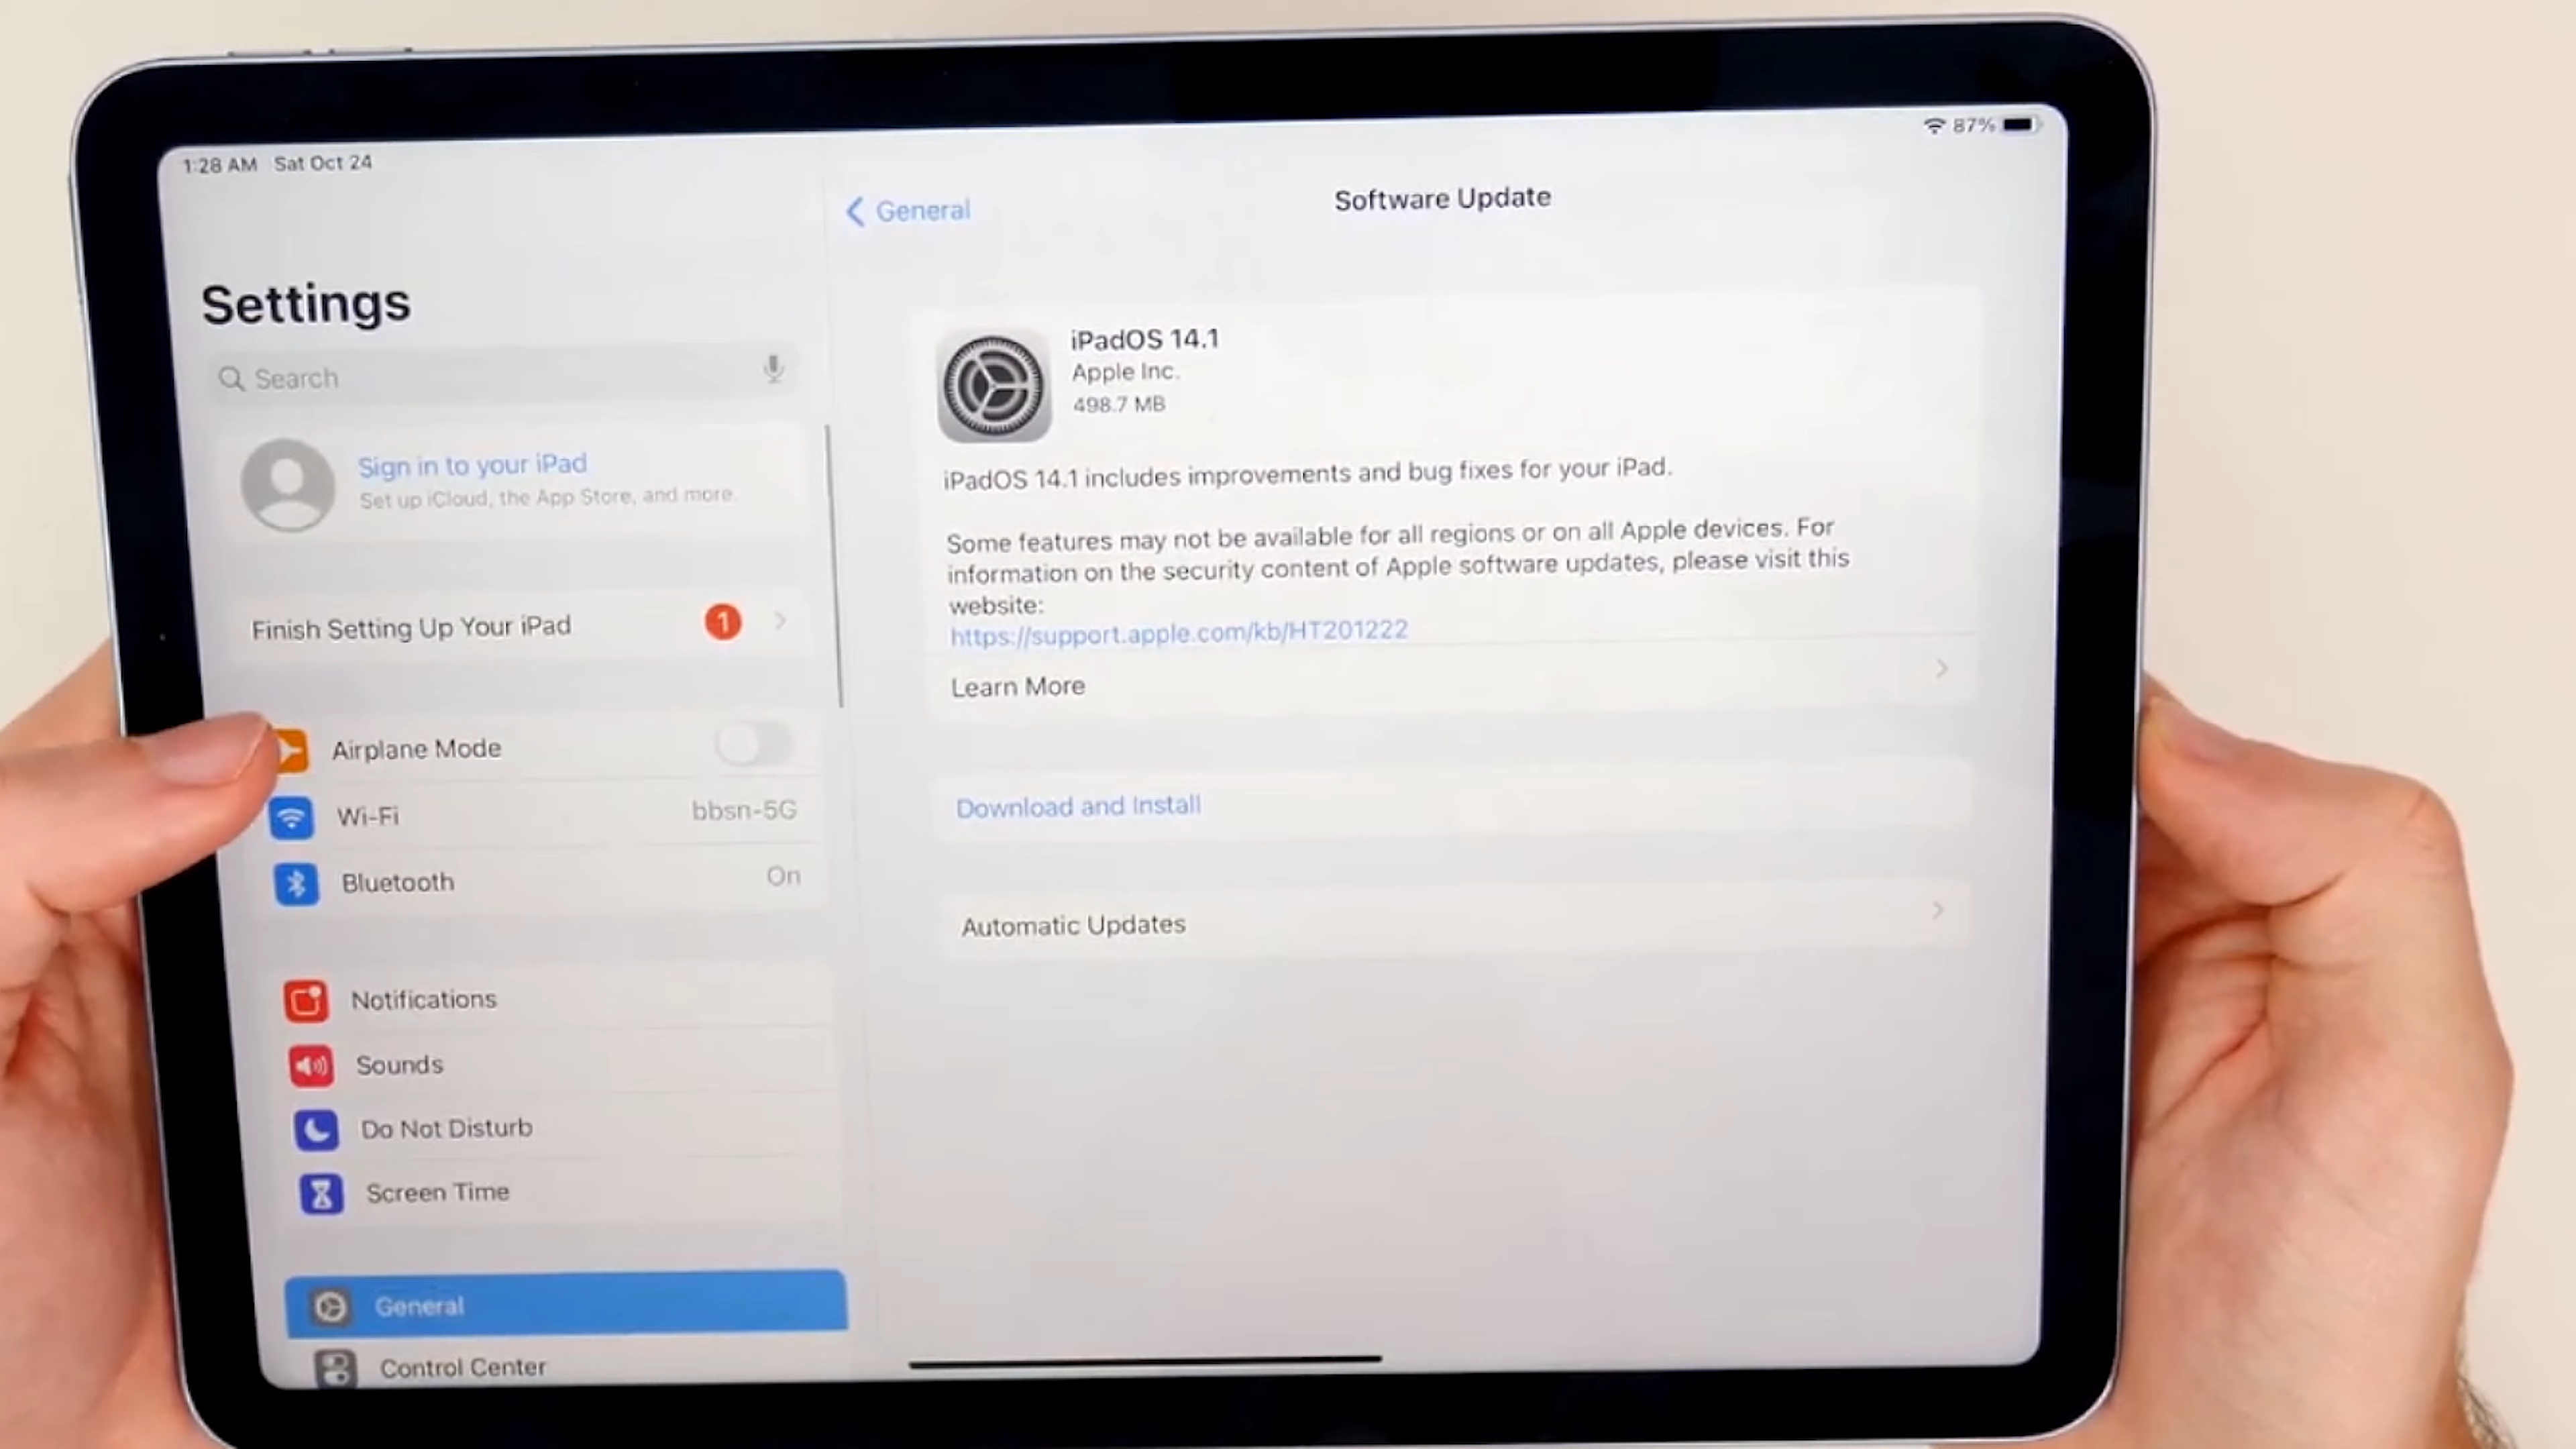 1:28 AM Sat Oct 24
87%
Settings
Search
Sign in to your iPad
Set up iCloud, the App Store, and more.
Finish Setting Up Your iPad
1
Airplane Mode
Wi-Fi
bbsn-5G
Bluetooth
On
Notifications
Sounds
Do Not Disturb
Screen Time
General
Control Center
General
Software Update
iPadOS 14.1
Apple Inc.
498.7 MB
iPadOS 14.1 includes improvements and bug fixes for your iPad.
Some features may not be available for all regions or on all Apple devices. For
information on the security content of Apple software updates, please visit this
website:
https://support.apple.com/kb/HT201222
Learn More
Download and Install
Automatic Updates